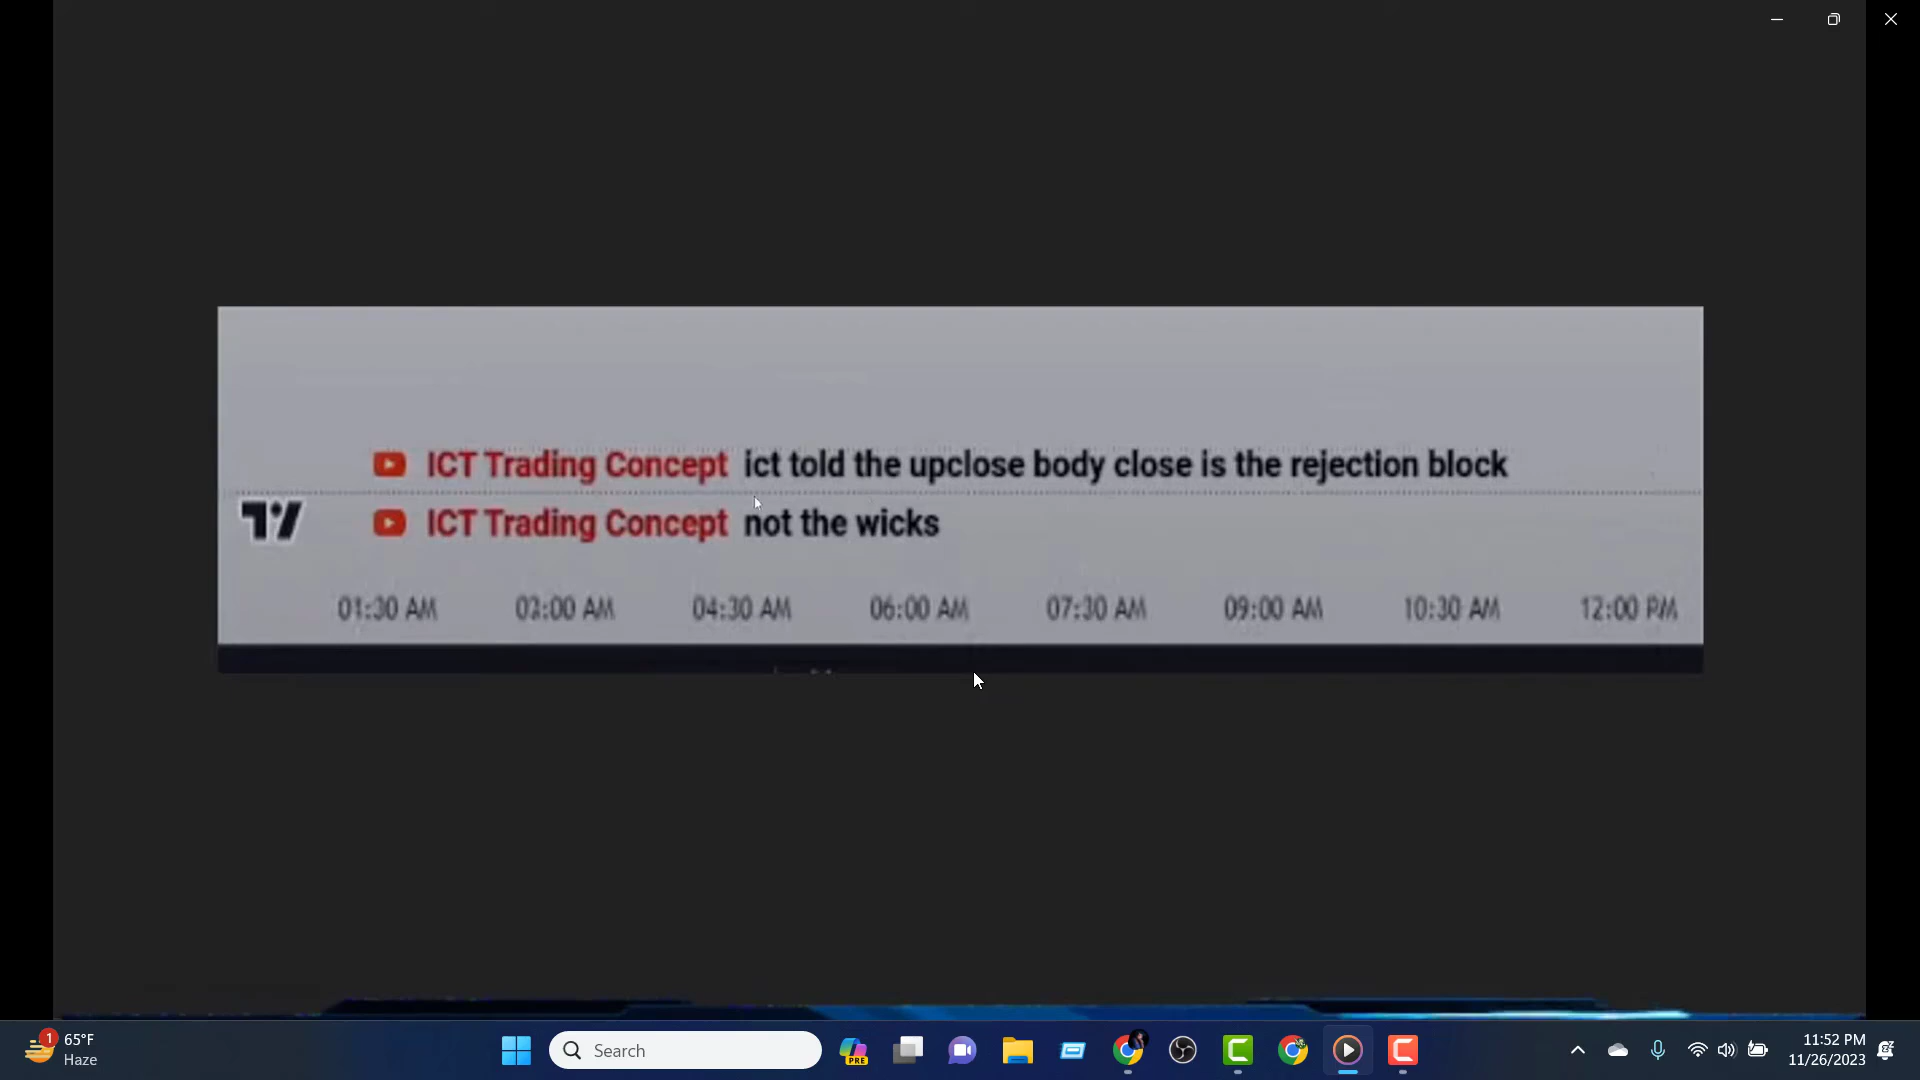 ICT Trading Concept ict told the upclose body close is the rejection block
ICT Trading Concept not the wicks
01:30 AM 03:00 AM 04:30 AM 06:00 AM 07:30 AM 09:00 AM 10:30 AM 12:00 PM
1
65°F
Haze
Search
PRE
11:52 PM
11/26/2023